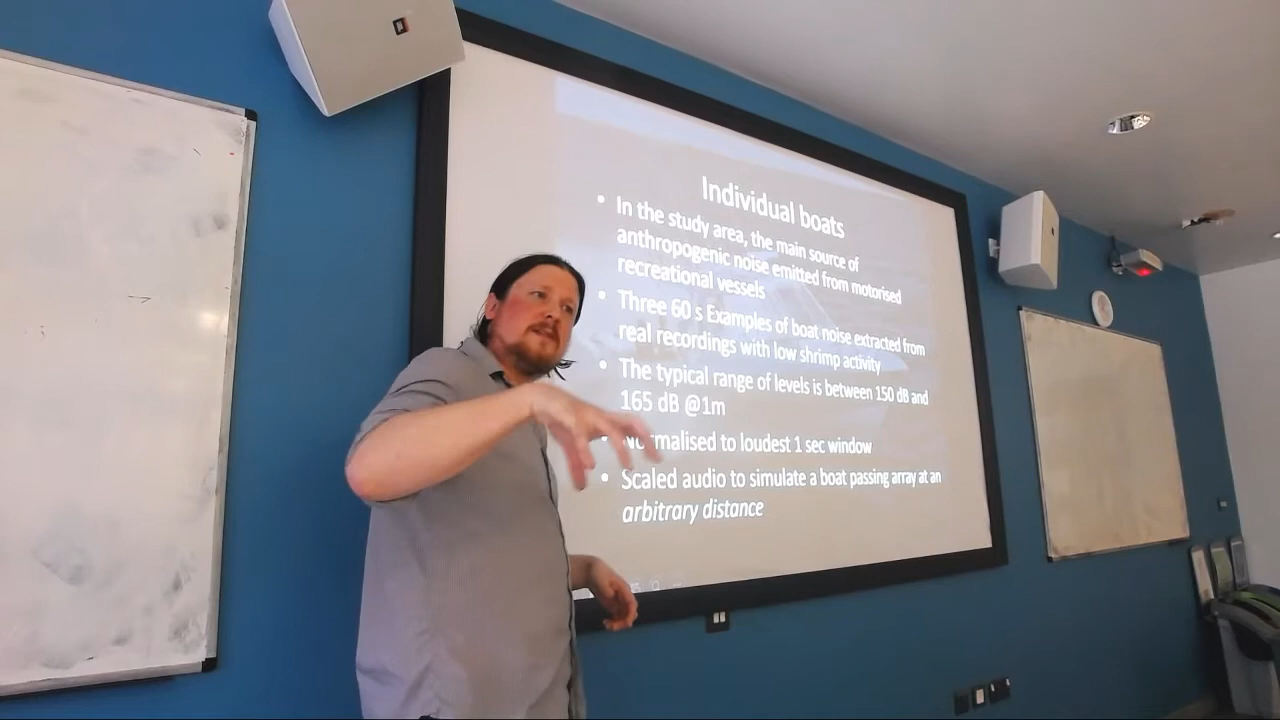 Individual boats
• In the study area, the main source of
anthropogenic noise emitted from motorised
recreational vessels
• Three 60 s Examples of boat noise extracted from
real recordings with low shrimp activity
• The typical range of levels is between 150 dB and
165 dB @1m
• Normalised to loudest 1 sec window
• Scaled audio to simulate a boat passing array at an
arbitrary distance